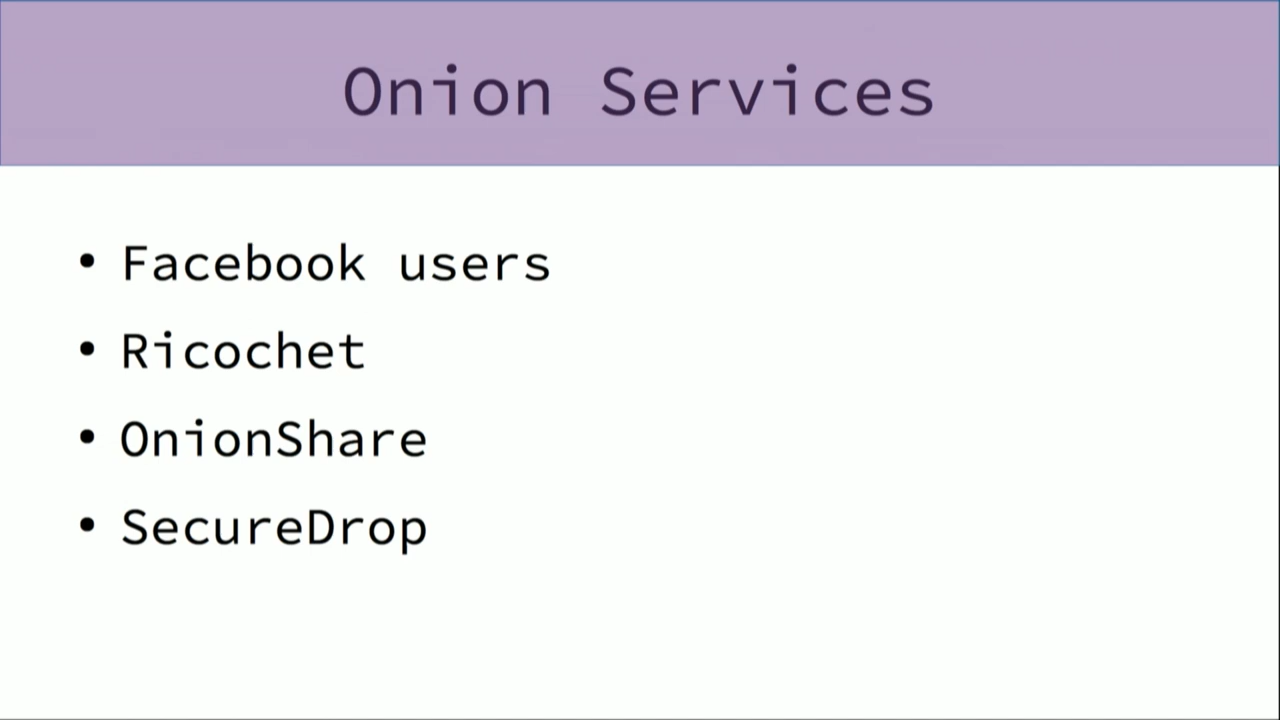 Onion Services
• Facebook users
• Ricochet
• OnionShare
• SecureDrop